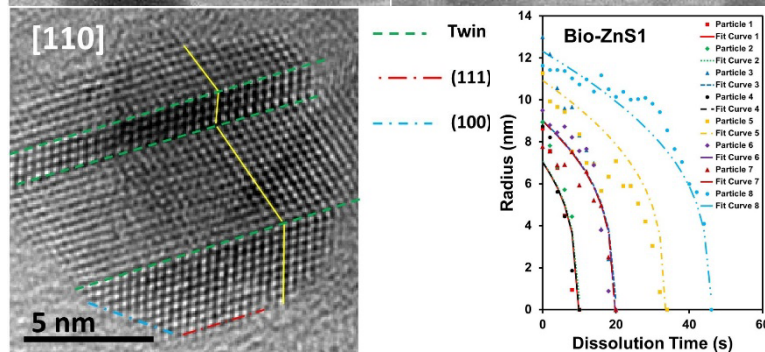 [110]
5 nm
Twin
(111)
(100)
Bio-ZnS1
Radius (nm)
14
12
10
8
6
4
2
0
0
20
40
60
Dissolution Time (s)
Particle 1
Fit Curve 1
Particle 2
Fit Curve 2
Particle 3
Fit Curve 3
Particle 4
Fit Curve 4
Particle 5
Fit Curve 5
Particle 6
Fit Curve 6
Particle 7
Fit Curve 7
Particle 8
Fit Curve 8